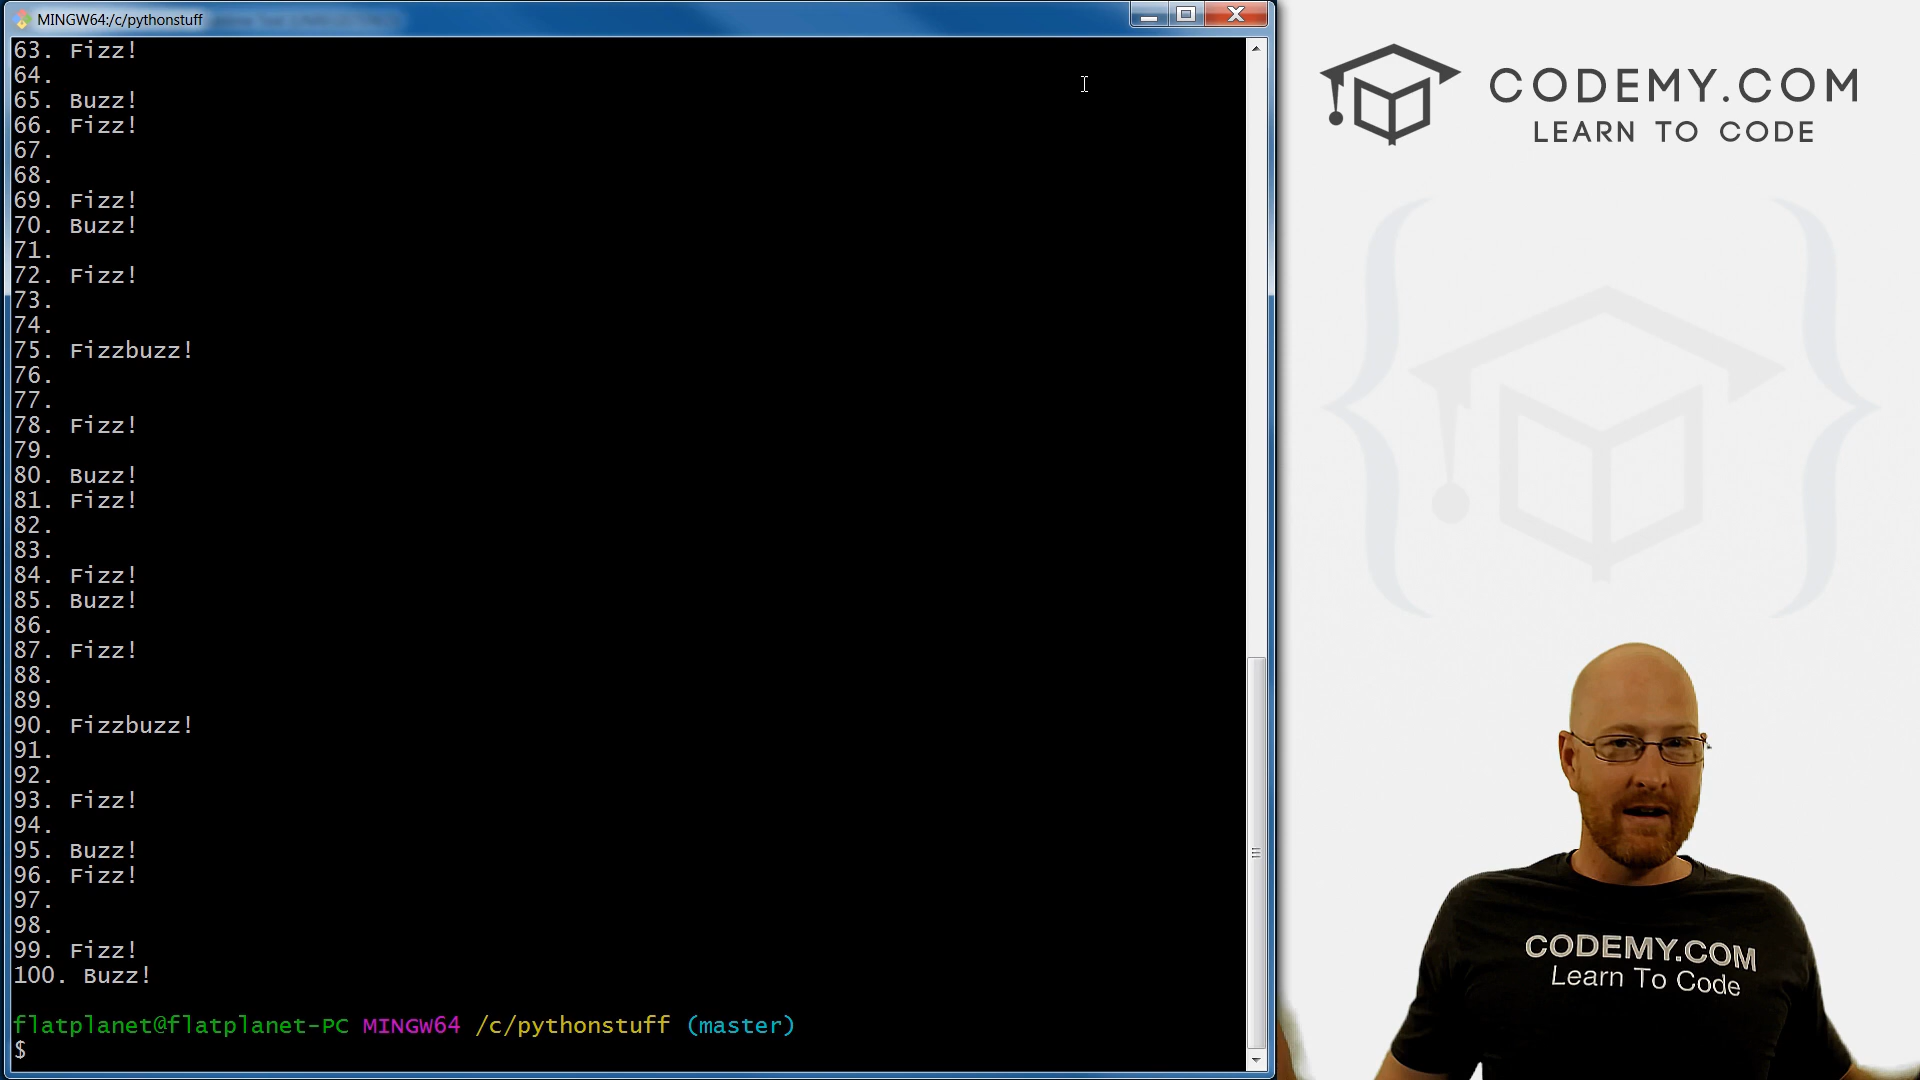 MINGW64:/c/pythonstuff
63. Fizz!
64.
65. Buzz!
66. Fizz!
67.
68.
69. Fizz!
70. Buzz!
71.
72. Fizz!
73.
74.
75. Fizzbuzz!
76.
77.
78. Fizz!
79.
80. Buzz!
81. Fizz!
82.
83.
84. Fizz!
85. Buzz!
86.
87. Fizz!
88.
89.
90. Fizzbuzz!
91.
92.
93. Fizz!
94.
95. Buzz!
96. Fizz!
97.
98.
99. Fizz!
100. Buzz!
flatplanet@flatplanet-PC MINGW64 /c/pythonstuff (master)
$
CODEMY.COM
LEARN TO CODE
CODEMY.COM
Learn To Code